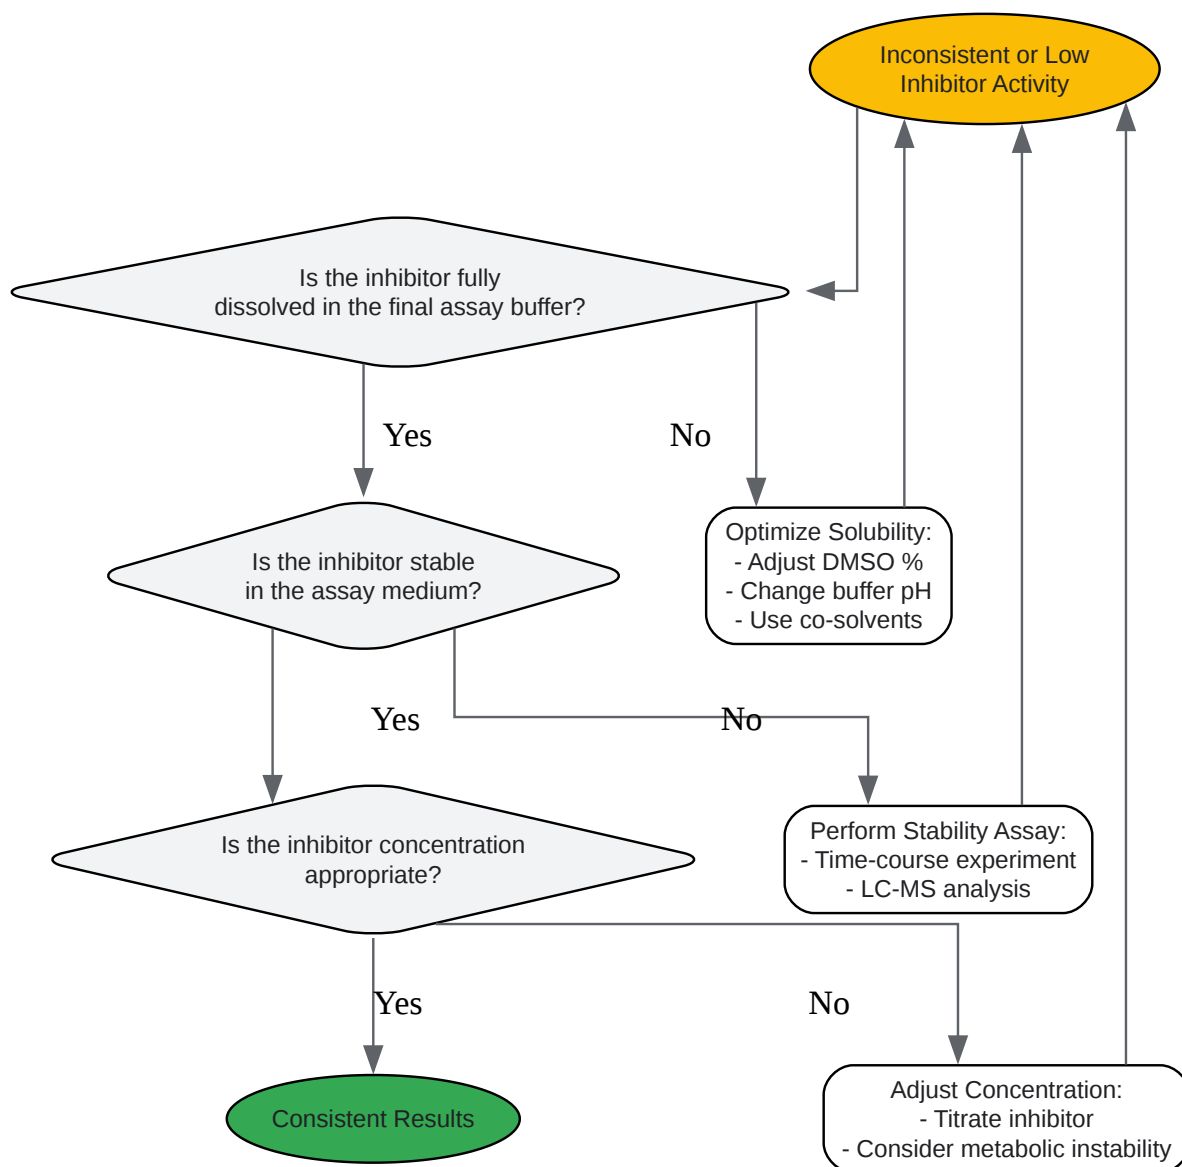 Inconsistent or Low
Inhibitor Activity
Is the inhibitor fully
dissolved in the final assay buffer?
Yes
No
Optimize Solubility:
- Adjust DMSO %
- Change buffer pH
- Use co-solvents
Is the inhibitor stable
in the assay medium?
Yes
No
Perform Stability Assay:
- Time-course experiment
- LC-MS analysis
Is the inhibitor concentration
appropriate?
Yes
No
Adjust Concentration:
- Titrate inhibitor
- Consider metabolic instability
Consistent Results